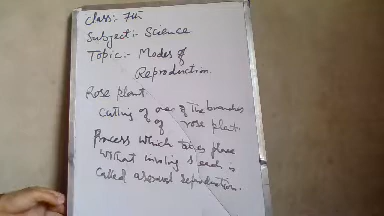 Class:- 7th
Subject:- Science
Topic:- Modes of
Reproduction.
Rose plant
Cutting of one of the branches
of rose plant.
Process which takes place
without involving seed is
called asexual reproduction.